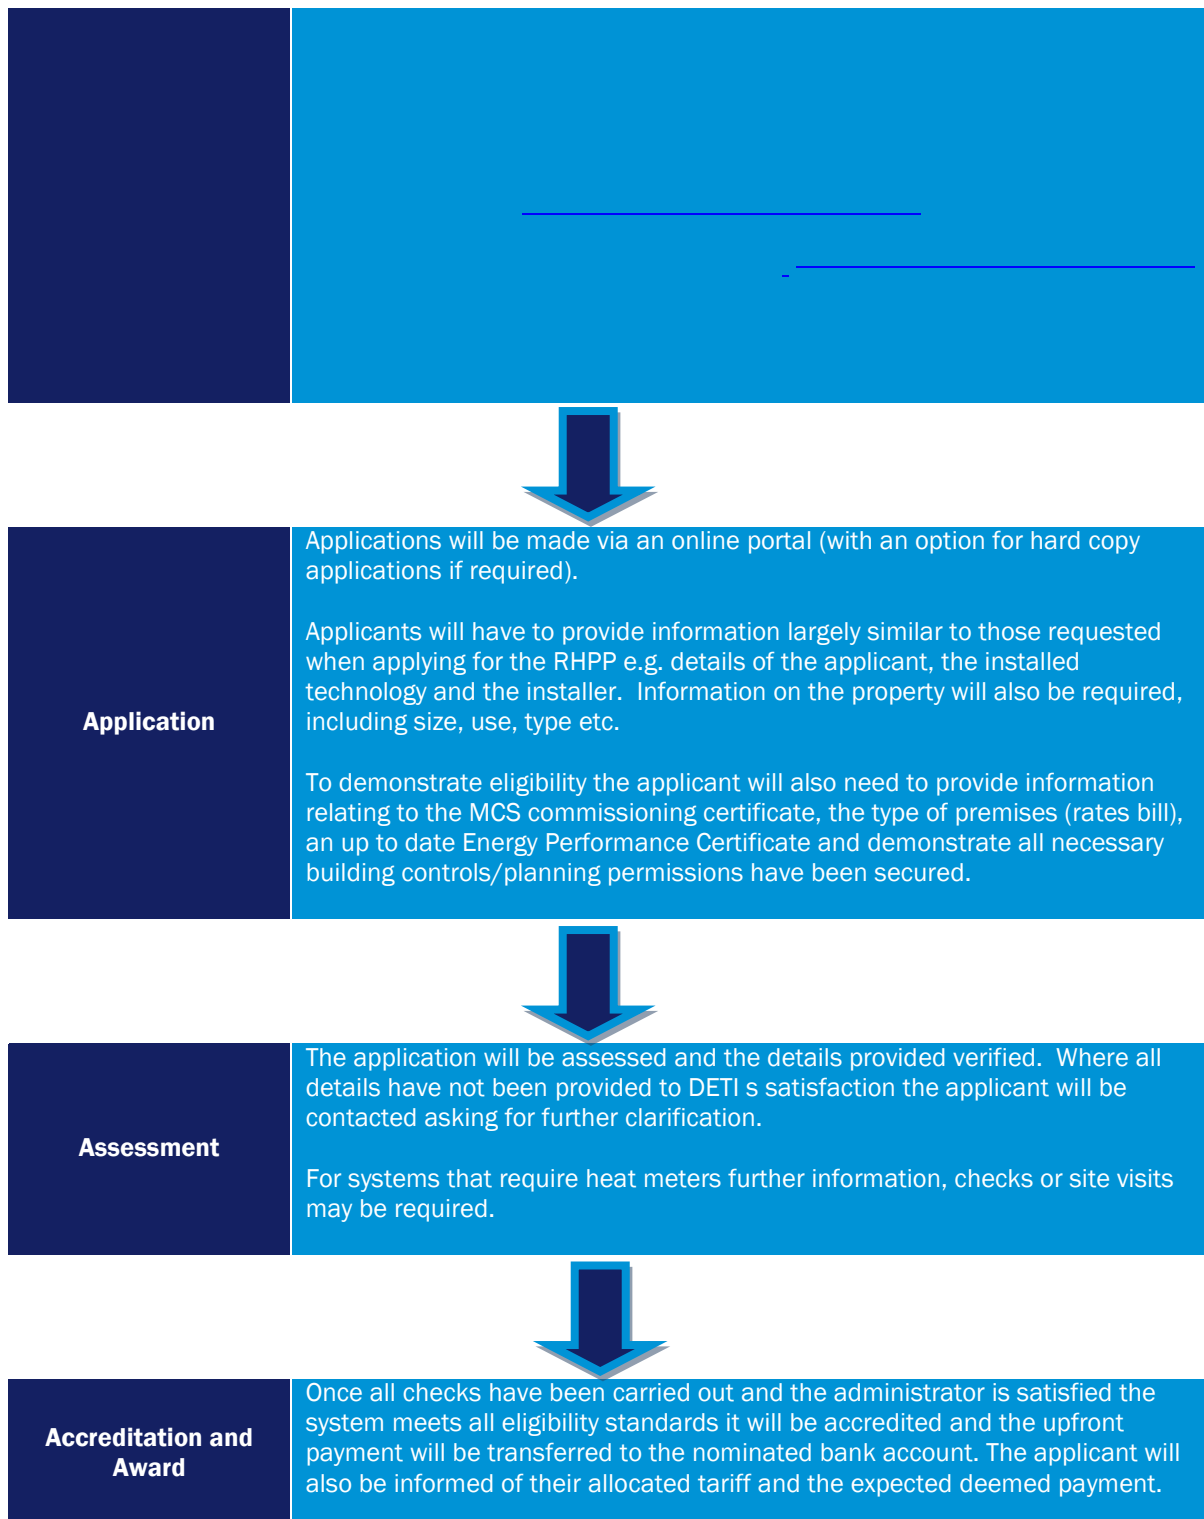 Applications will be made via an online portal (with an option for hard copy
applications if required).
Applicants will have to provide information largely similar to those requested
when applying for the RHPP e.g. details of the applicant, the installed
technology and the installer.  Information on the property will also be required,
including size, use, type etc.
Application
To demonstrate eligibility the applicant will also need to provide information
relating to the MCS commissioning certificate, the type of premises (rates bill),
an up to date Energy Performance Certificate and demonstrate all necessary
building controls/planning permissions have been secured.
The application will be assessed and the details provided verified.  Where all
details have not been provided to DETI s satisfaction the applicant will be
contacted asking for further clarification.
Assessment
For systems that require heat meters further information, checks or site visits
may be required.
Accreditation and
Award
Once all checks have been carried out and the administrator is satisfied the
system meets all eligibility standards it will be accredited and the upfront
payment will be transferred to the nominated bank account. The applicant will
also be informed of their allocated tariff and the expected deemed payment.